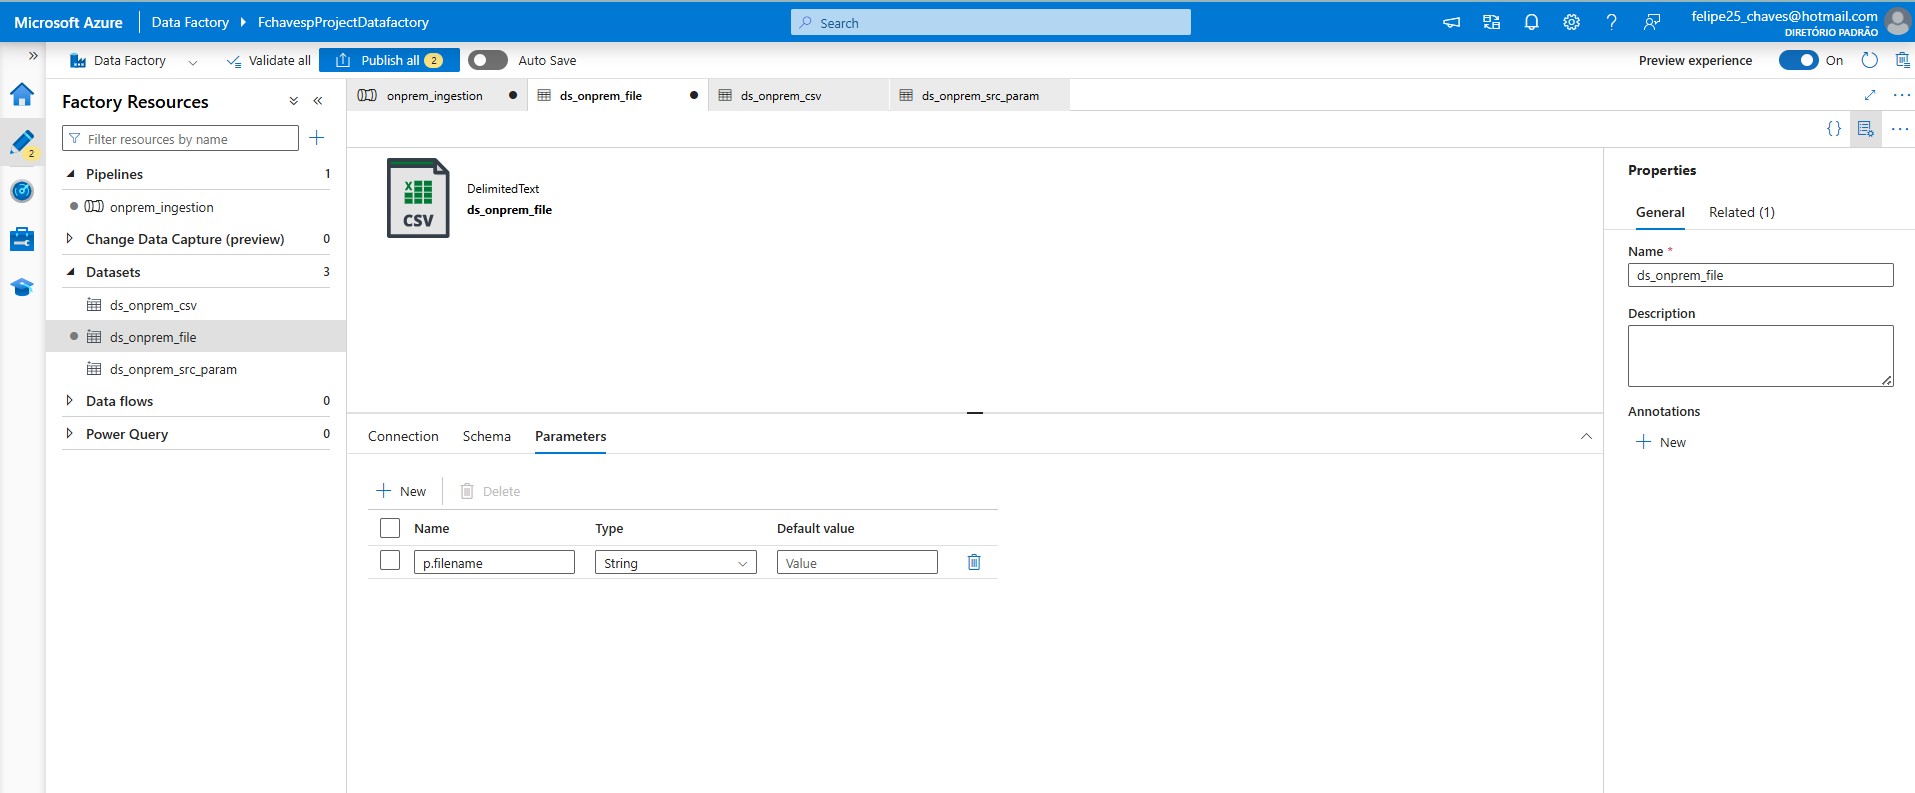 Microsoft Azure
Data Factory
FchavespProjectDatafactory
Search
felipe25_chaves@hotmail.com
DIRETÓRIO PADRÃO
Data Factory
Validate all
Publish all
2
Auto Save
Preview experience
On
2
Factory Resources
Filter resources by name
Pipelines
1
onprem_ingestion
Change Data Capture (preview)
0
Datasets
3
ds_onprem_csv
ds_onprem_file
ds_onprem_src_param
Data flows
0
Power Query
0
onprem_ingestion
ds_onprem_file
ds_onprem_csv
ds_onprem_src_param
{}
X
CSV
DelimitedText
ds_onprem_file
Connection
Schema
Parameters
New
Delete
Name
Type
Default value
p.filename
String
Value
Properties
General
Related (1)
Name *
ds_onprem_file
Description
Annotations
New